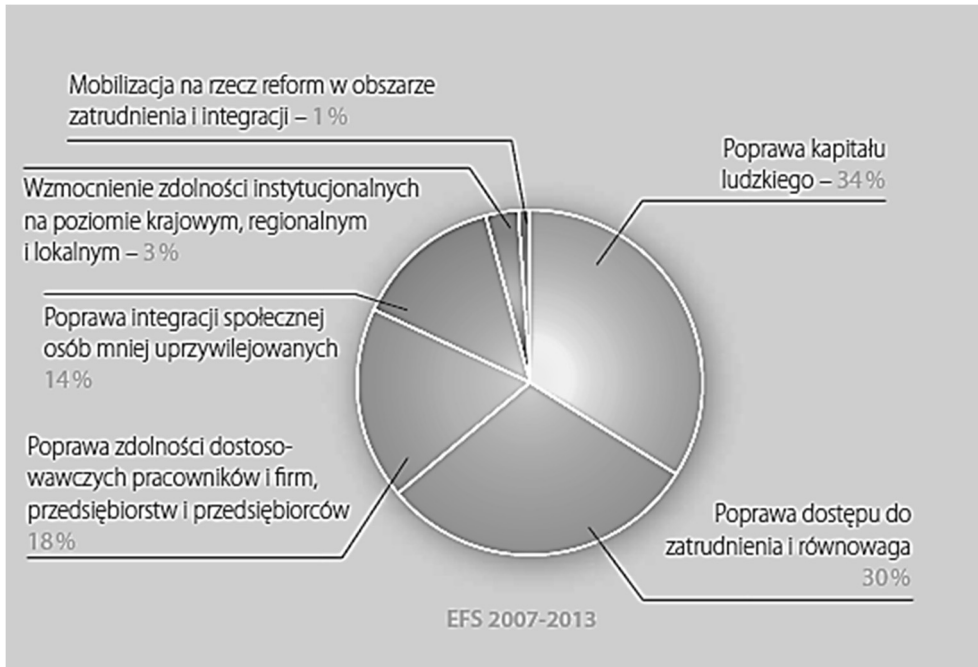 Mobilizacja na rzecz reform w obszarze
zatrudnienia i integracji – 1%
Wzmocnienie zdolności instytucjonalnych
na poziomie krajowym, regionalnym
i lokalnym – 3%
Poprawa integracji społecznej
osób mniej uprzywilejowanych
14%
Poprawa zdolności dostoso-
wawczych pracowników i firm,
przedsiębiorstw i przedsiębiorców
18%
Poprawa kapitału
ludzkiego – 34%
Poprawa dostępu do
zatrudnienia i równowaga
30%
EFS 2007-2013